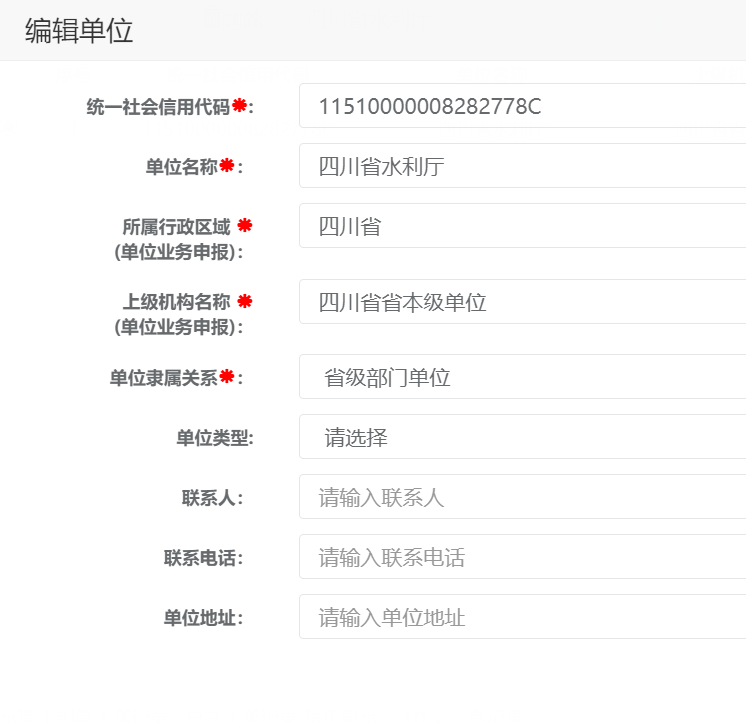 编辑单位
统一社会信用代码*: 11510000008282778C
单位名称*: 四川省水利厅
所属行政区域 * 四川省
(单位业务申报):
上级机构名称 * 四川省省本级单位
(单位业务申报):
单位隶属关系*: 省级部门单位
单位类型: 请选择
联系人: 请输入联系人
联系电话: 请输入联系电话
单位地址: 请输入单位地址